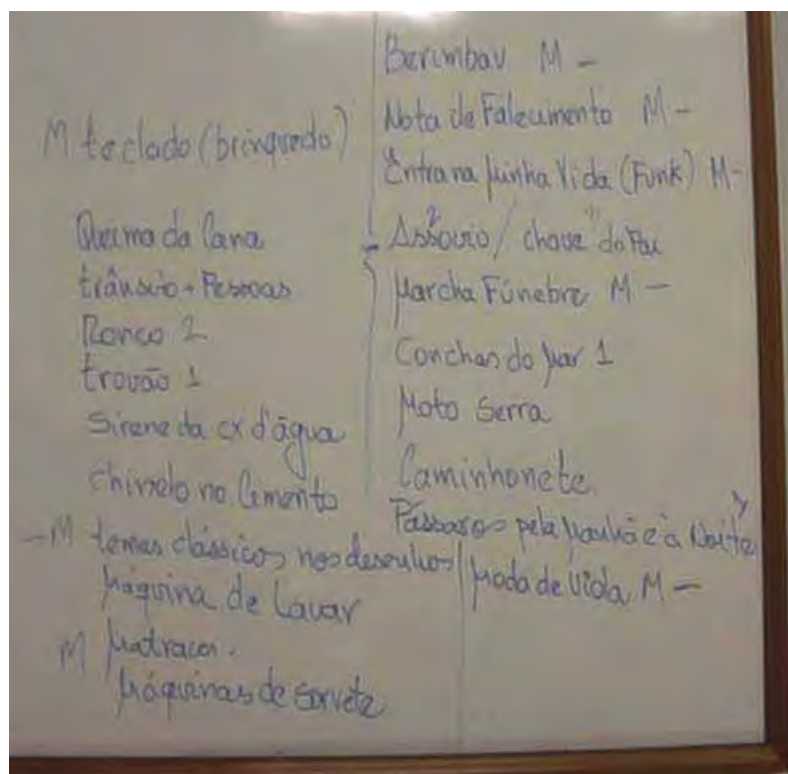 M teclado (brinquedo)
Queima da Cana
trânsito + Pessoas
Ronco 2
trovão 1
Sirene da cx d'água
chinelo no Cimento
- M temas clássicos nos desenhos
Máquina de Lavar
M Matraca.
Máquinas de Sorvete
Berimbau M -
Nota de Falecimento M -
Entra na Minha Vida (Funk) M -
- Assovio / chave do Pai
Marcha Fúnebre M -
Conchas do Mar 1
Moto Serra
Caminhonete
Pássaros pela Manhã e à Noite
Moda de Vida M -